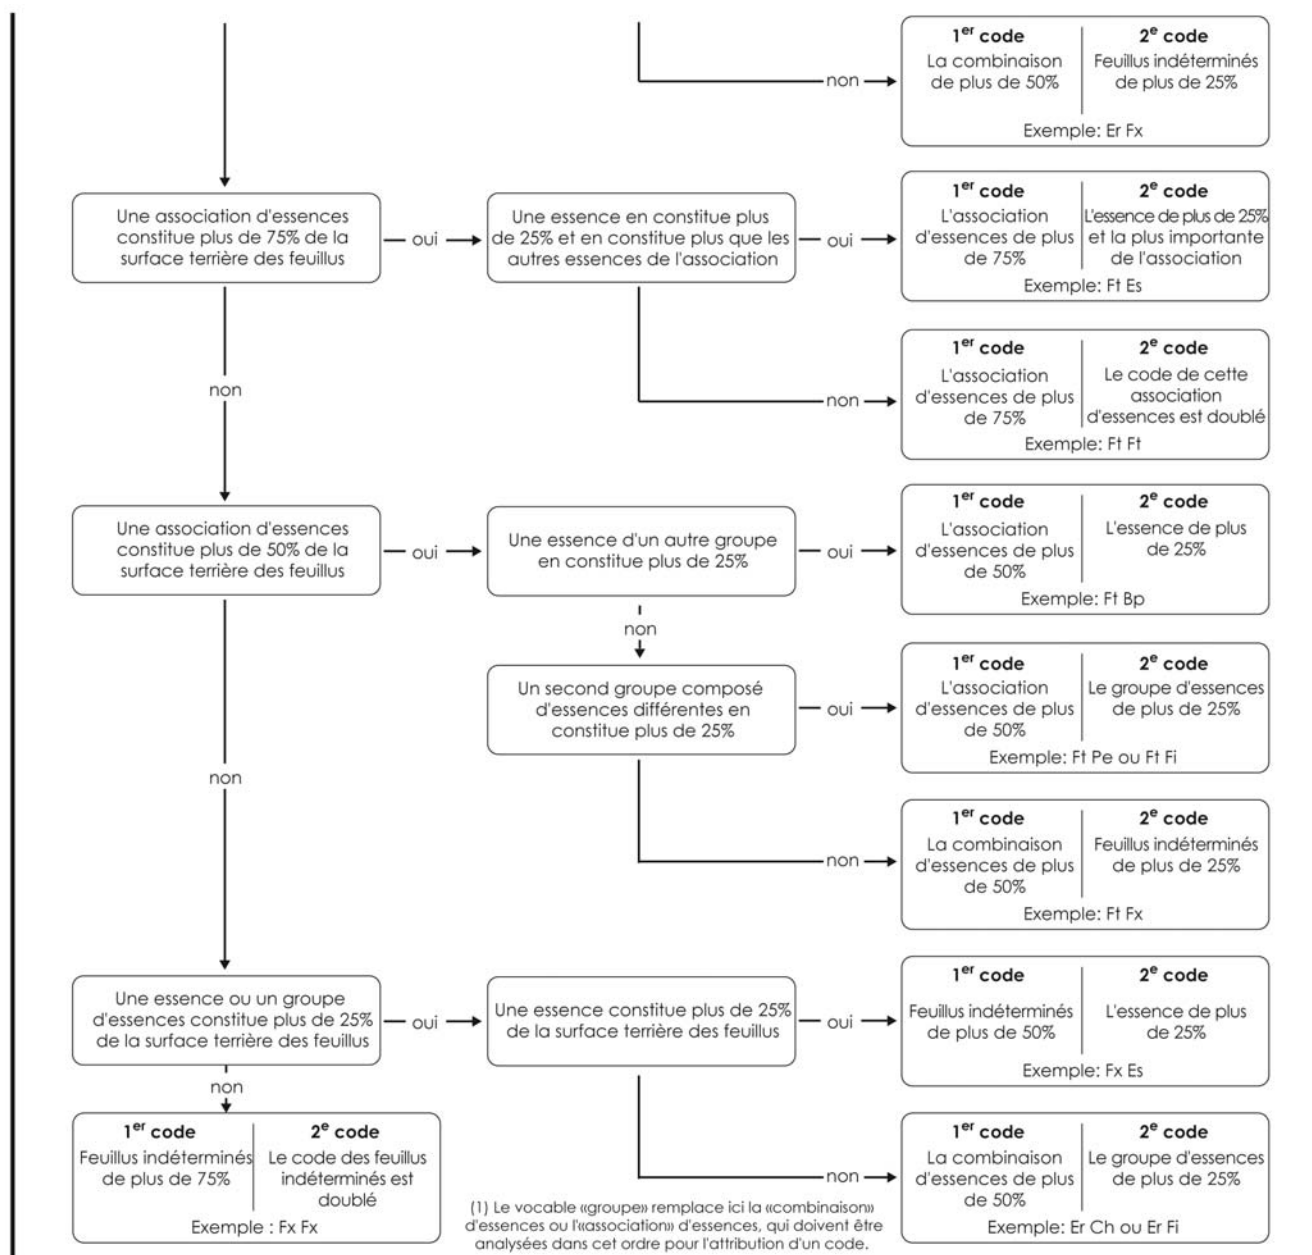 non
1er code
La combinaison
de plus de 50%
2e code
Feuillus indéterminés
de plus de 25%
Exemple: Er Fx
Une association d'essences
constitue plus de 75% de la
surface terrière des feuillus
oui
Une essence en constitue plus
de 25% et en constitue plus que les
autres essences de l'association
oui
1er code
L'association
d'essences de plus
de 75%
2e code
L'essence de plus de 25%
et la plus importante
de l'association
Exemple: Ft Es
non
non
1er code
L'association
d'essences de plus
de 75%
2e code
Le code de cette
association
d'essences est doublé
Exemple: Ft Ft
Une association d'essences
constitue plus de 50% de la
surface terrière des feuillus
oui
Une essence d'un autre groupe
en constitue plus de 25%
oui
1er code
L'association
d'essences de plus
de 50%
2e code
L'essence de plus
de 25%
Exemple: Ft Bp
non
Un second groupe composé
d'essences différentes en
constitue plus de 25%
oui
1er code
L'association
d'essences de plus
de 50%
2e code
Le groupe d'essences
de plus de 25%
Exemple: Ft Pe ou Ft Fi
non
non
1er code
La combinaison
d'essences de plus
de 50%
2e code
Feuillus indéterminés
de plus de 25%
Exemple: Ft Fx
Une essence ou un groupe
d'essences constitue plus de 25%
de la surface terrière des feuillus
oui
Une essence constitue plus de 25%
de la surface terrière des feuillus
oui
1er code
Feuillus indéterminés
de plus de 50%
2e code
L'essence de plus
de 25%
Exemple: Fx Es
non
1er code
Feuillus indéterminés
de plus de 75%
2e code
Le code des feuillus
indéterminés est
doublé
Exemple : Fx Fx
non
1er code
La combinaison
d'essences de plus
de 50%
2e code
Le groupe d'essences
de plus de 25%
Exemple: Er Ch ou Er Fi
(1) Le vocable «groupe» remplace ici la «combinaison»
d'essences ou l'«association» d'essences, qui doivent être
analysées dans cet ordre pour l'attribution d'un code.